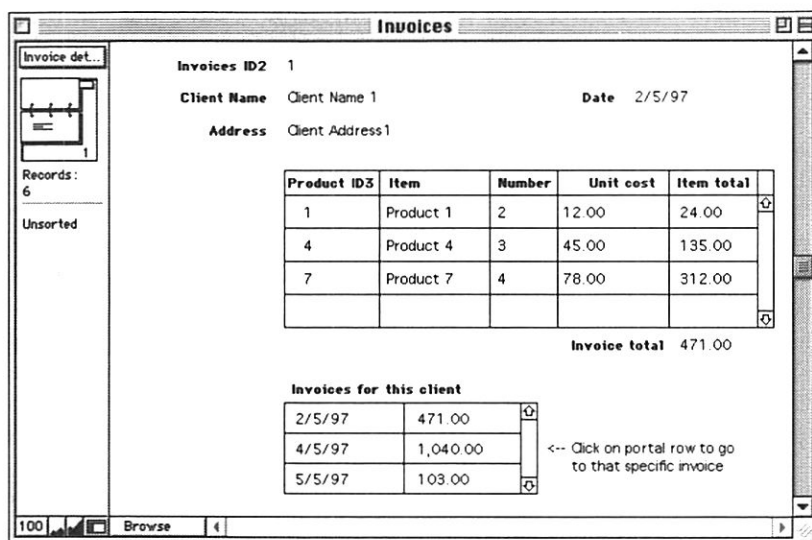 Invoices
Invoice det...
1
Records:
6
Unsorted
Invoices ID2 1
Client Name Client Name 1 Date 2/5/97
Address Client Address1
Product ID3 Item Number Unit cost Item total
1 Product 1 2 12.00 24.00
4 Product 4 3 45.00 135.00
7 Product 7 4 78.00 312.00
Invoice total 471.00
Invoices for this client
2/5/97 471.00
4/5/97 1,040.00
5/5/97 103.00
<-- Click on portal row to go
to that specific invoice
100 Browse